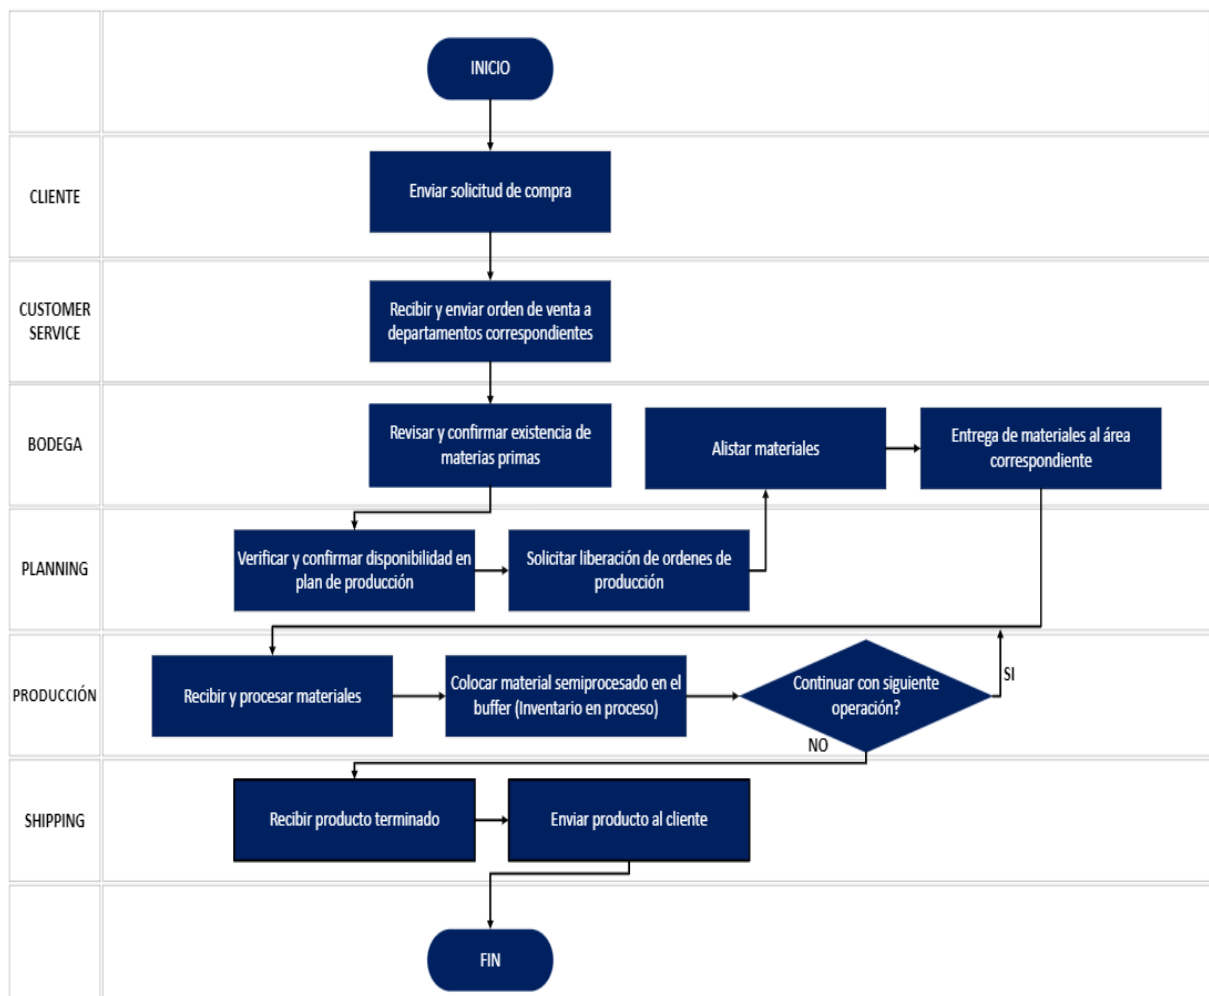 INICIO
CLIENTE
Enviar solicitud de compra
CUSTOMER
SERVICE
Recibir y enviar orden de venta a
departamentos correspondientes
BODEGA
Revisar y confirmar existencia de
materias primas
Alistar materiales
Entrega de materiales al área
correspondiente
PLANNING
Verificar y confirmar disponibilidad en
plan de producción
Solicitar liberación de ordenes de
producción
PRODUCCIÓN
Recibir y procesar materiales
Colocar material semiprocesado en el
buffer (Inventario en proceso)
Continuar con siguiente
operación?
SI
NO
SHIPPING
Recibir producto terminado
Enviar producto al cliente
FIN